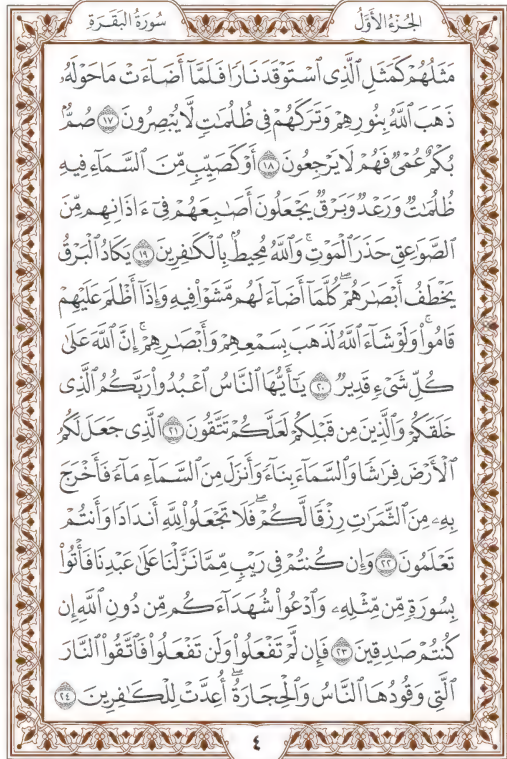 سُورَةُ الْبَقَرَةِ
الجُزْءُ الأَوَّلُ
مَثَلُهُمْ كَمَثَلِ ٱلَّذِى ٱسْتَوْقَدَ نَارًا فَلَمَّآ أَضَآءَتْ مَا حَوْلَهُۥ
ذَهَبَ ٱللَّهُ بِنُورِهِمْ وَتَرَكَهُمْ فِى ظُلُمَٰتٍ لَّا يُبْصِرُونَ ١٧ صُمٌّۢ
بُكْمٌ عُمْىٌ فَهُمْ لَا يَرْجِعُونَ ١٨ أَوْ كَصَيِّبٍ مِّنَ ٱلسَّمَآءِ فِيهِ
ظُلُمَٰتٌ وَرَعْدٌ وَبَرْقٌ يَجْعَلُونَ أَصَٰبِعَهُمْ فِىٓ ءَاذَانِهِم مِّنَ
ٱلصَّوَٰعِقِ حَذَرَ ٱلْمَوْتِ ۚ وَٱللَّهُ مُحِيطٌۢ بِٱلْكَٰفِرِينَ ١٩ يَكَادُ ٱلْبَرْقُ
يَخْطَفُ أَبْصَٰرَهُمْ ۖ كُلَّمَآ أَضَآءَ لَهُم مَّشَوْا۟ فِيهِ وَإِذَآ أَظْلَمَ عَلَيْهِمْ
قَامُوا۟ ۚ وَلَوْ شَآءَ ٱللَّهُ لَذَهَبَ بِسَمْعِهِمْ وَأَبْصَٰرِهِمْ ۚ إِنَّ ٱللَّهَ عَلَىٰ
كُلِّ شَىْءٍ قَدِيرٌ ٢٠ يَٰٓأَيُّهَا ٱلنَّاسُ ٱعْبُدُوا۟ رَبَّكُمُ ٱلَّذِى
خَلَقَكُمْ وَٱلَّذِينَ مِن قَبْلِكُمْ لَعَلَّكُمْ تَتَّقُونَ ٢١ ٱلَّذِى جَعَلَ لَكُمُ
ٱلْأَرْضَ فِرَٰشًا وَٱلسَّمَآءَ بِنَآءً وَأَنزَلَ مِنَ ٱلسَّمَآءِ مَآءً فَأَخْرَجَ
بِهِۦ مِنَ ٱلثَّمَرَٰتِ رِزْقًا لَّكُمْ ۖ فَلَا تَجْعَلُوا۟ لِلَّهِ أَندَادًا وَأَنتُمْ
تَعْلَمُونَ ٢٢ وَإِن كُنتُمْ فِى رَيْبٍ مِّمَّا نَزَّلْنَا عَلَىٰ عَبْدِنَا فَأْتُوا۟
بِسُورَةٍ مِّن مِّثْلِهِۦ وَٱدْعُوا۟ شُهَدَآءَكُم مِّن دُونِ ٱللَّهِ إِن
كُنتُمْ صَٰدِقِينَ ٢٣ فَإِن لَّمْ تَفْعَلُوا۟ وَلَن تَفْعَلُوا۟ فَٱتَّقُوا۟ ٱلنَّارَ
ٱلَّتِى وَقُودُهَا ٱلنَّاسُ وَٱلْحِجَارَةُ ۖ أُعِدَّتْ لِلْكَٰفِرِينَ ٢٤
٤